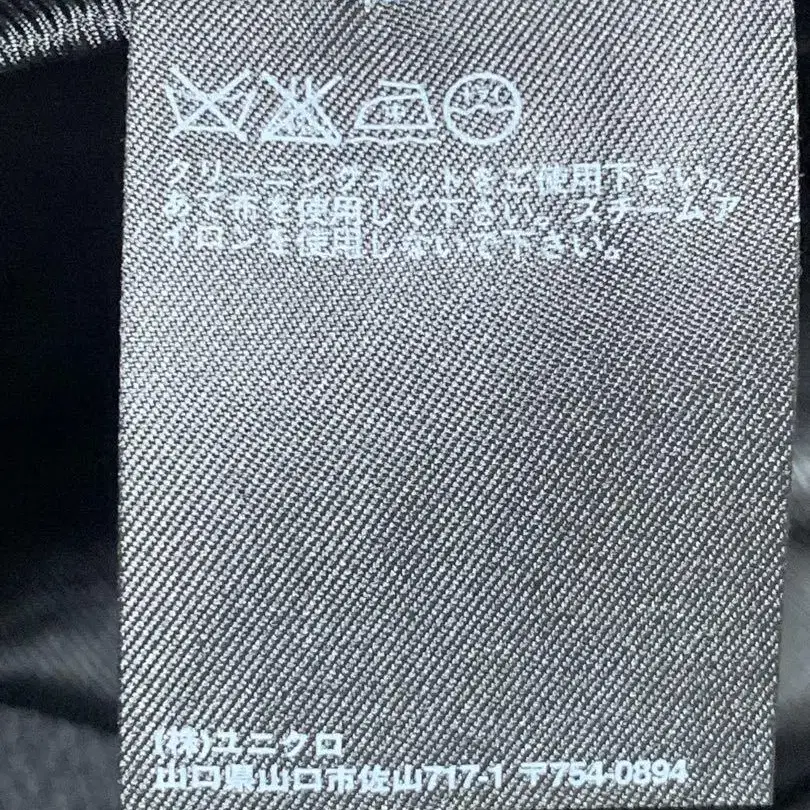 クリーニングネットをご使用下さい。
あて布を使用して下さい。スチームア
イロンを使用しないで下さい。
(株)ユニクロ
山口県山口市佐山717-1 〒754-0894